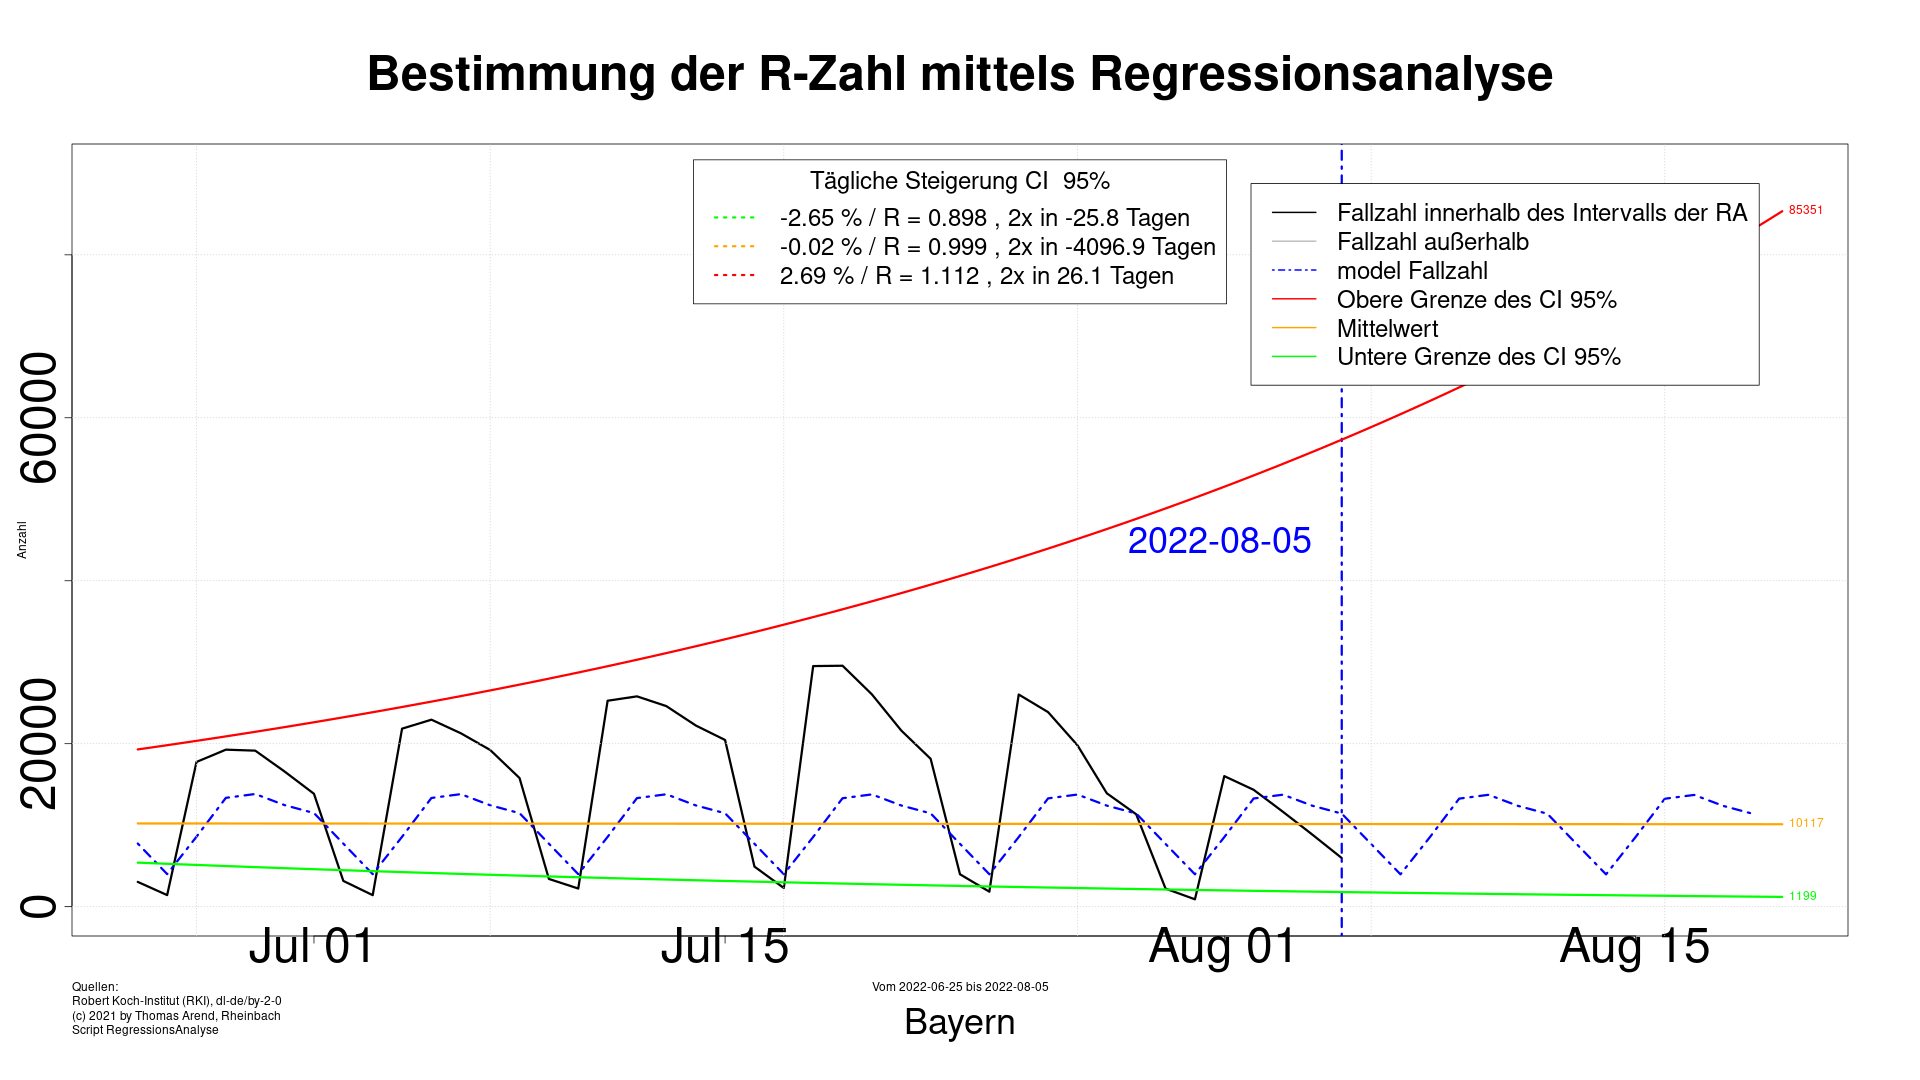 Bestimmung der R-Zahl mittels Regressionsanalyse
Tägliche Steigerung CI  95%
-2.65 % / R = 0.898 , 2x in -25.8 Tagen
-0.02 % / R = 0.999 , 2x in -4096.9 Tagen
2.69 % / R = 1.112 , 2x in 26.1 Tagen
Fallzahl innerhalb des Intervalls der RA
Fallzahl außerhalb
model Fallzahl
Obere Grenze des CI 95%
Mittelwert
Untere Grenze des CI 95%
85351
60000
Anzahl
2022-08-05
20000
10117
1199
0
Jul 01
Jul 15
Aug 01
Aug 15
Quellen:
Robert Koch-Institut (RKI), dl-de/by-2-0
(c) 2021 by Thomas Arend, Rheinbach
Script RegressionsAnalyse
Vom 2022-06-25 bis 2022-08-05
Bayern